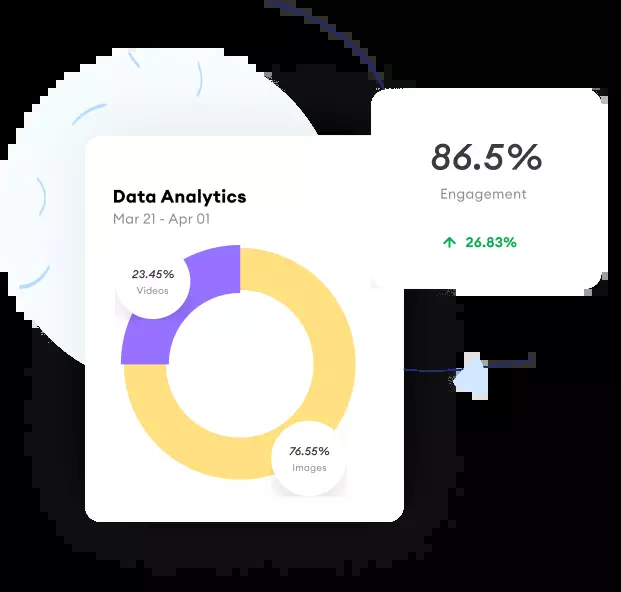 86.5%
Engagement
↑ 26.83%
Data Analytics
Mar 21 - Apr 01
23.45%
Videos
76.55%
Images